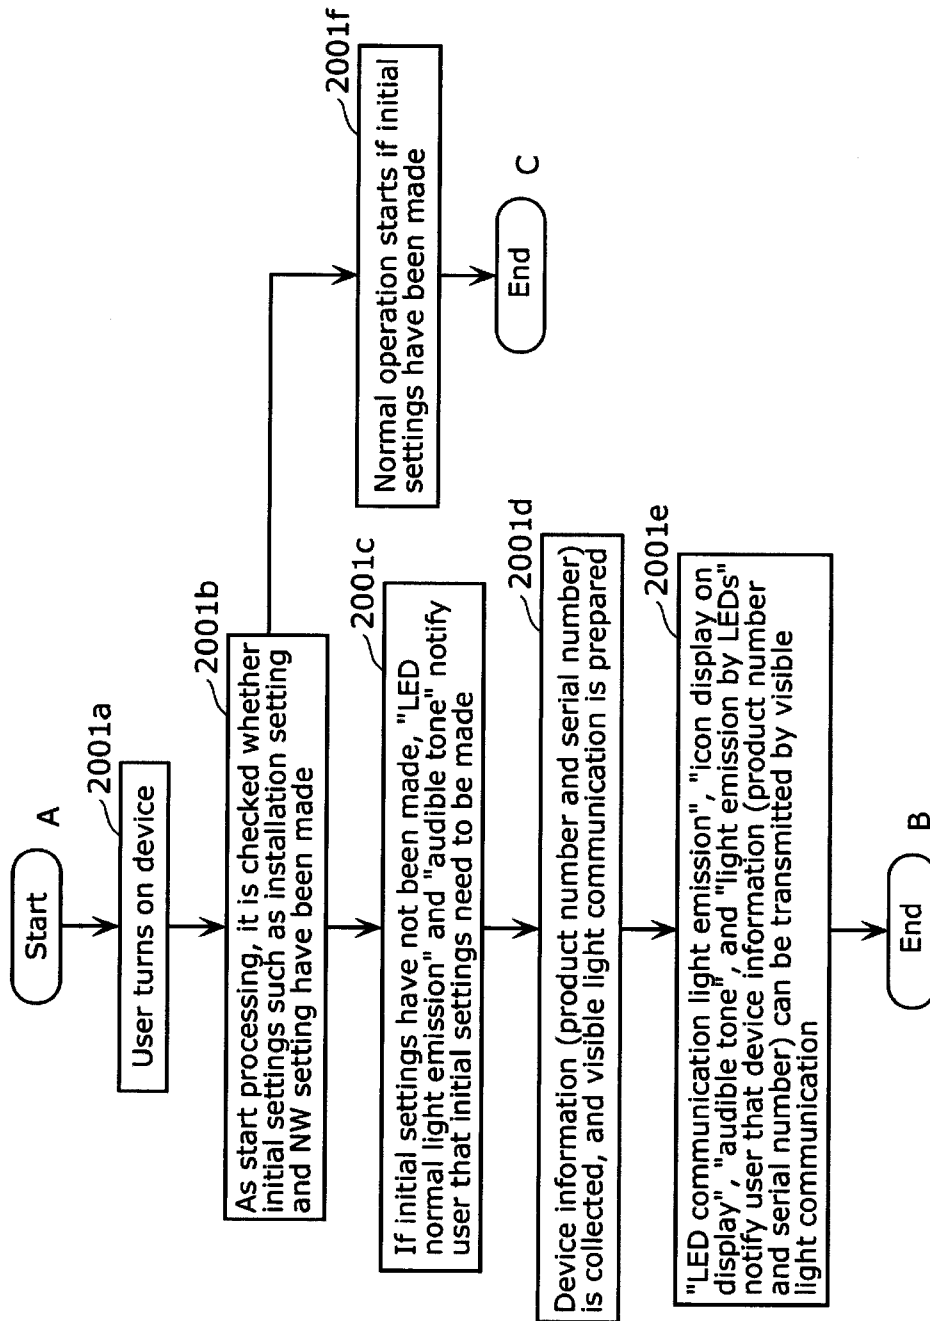 Start
A
2001a
User turns on device
2001b
As start processing, it is checked whether
initial settings such as installation setting
and NW setting have been made
2001c
If initial settings have not been made, "LED
normal light emission" and "audible tone" notify
user that initial settings need to be made
2001d
Device information (product number and serial number)
is collected, and visible light communication is prepared
2001e
"LED communication light emission", "icon display on
display", "audible tone", and "light emission by LEDs"
notify user that device information (product number
and serial number) can be transmitted by visible
light communication
End
B
2001f
Normal operation starts if initial
settings have been made
End
C